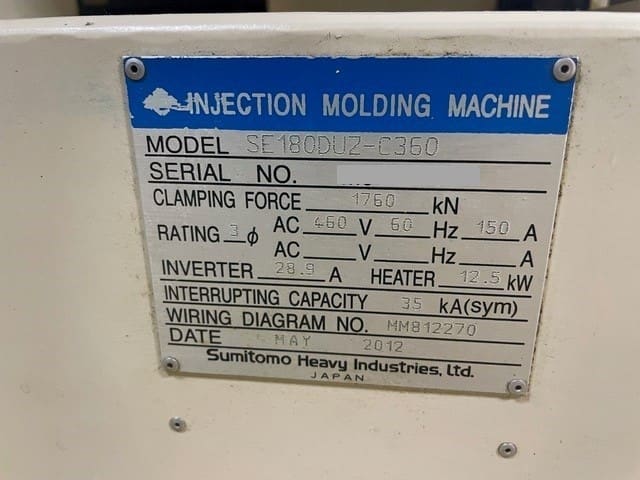 INJECTION MOLDING MACHINE
MODEL SE180DUZ-C360
SERIAL NO.
CLAMPING FORCE 1760 kN
RATING 3 φ AC 460 V 60 Hz 150 A
AC V Hz A
INVERTER 28.9 A HEATER 12.5 kW
INTERRUPTING CAPACITY 35 kA(sym)
WIRING DIAGRAM NO. MM812270
DATE MAY 2012
Sumitomo Heavy Industries, Ltd.
JAPAN